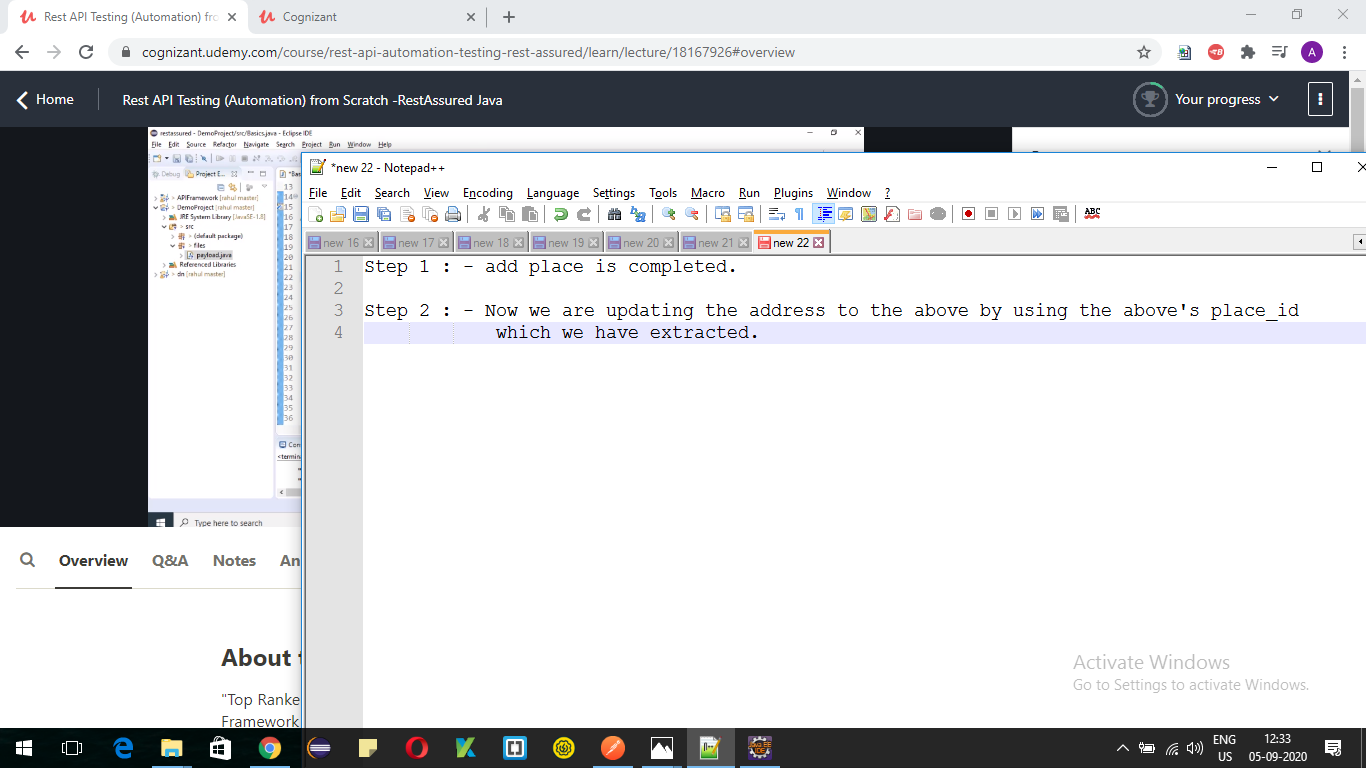 Rest API Testing (Automation) fro
Cognizant
cognizant.udemy.com/course/rest-api-automation-testing-rest-assured/learn/lecture/18167926#overview
A
Home
Rest API Testing (Automation) from Scratch -RestAssured Java
Your progress
restassured - DemoProject/src/Basics.java - Eclipse IDE
File Edit Source Refactor Navigate Search Project Run Window Help
Debug Project E...
APIFramework [rahul master]
DemoProject [rahul master]
JRE System Library [JavaSE-1.8]
src
(default package)
files
payload.java
Referenced Libraries
dn [rahul master]
13
14
15
16
17
18
19
20
21
22
23
24
25
26
27
28
29
30
31
32
33
34
35
36
Con
<termin
Type here to search
*new 22 - Notepad++
File Edit Search View Encoding Language Settings Tools Macro Run Plugins Window ?
ABC
new 16 new 17 new 18 new 19 new 20 new 21 new 22
1 Step 1 : - add place is completed.
2
3 Step 2 : - Now we are updating the address to the above by using the above's place_id
4 which we have extracted.
Overview Q&A Notes An
About t
"Top Ranke
Framework
Activate Windows
Go to Settings to activate Windows.
ENG
US
12:33
05-09-2020